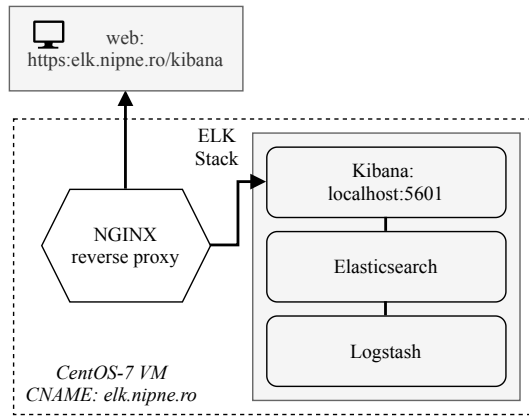 web:
https:elk.nipne.ro/kibana
ELK
Stack
Kibana:
localhost:5601
NGINX
reverse proxy
Elasticsearch
Logstash
CentOS-7 VM
CNAME: elk.nipne.ro